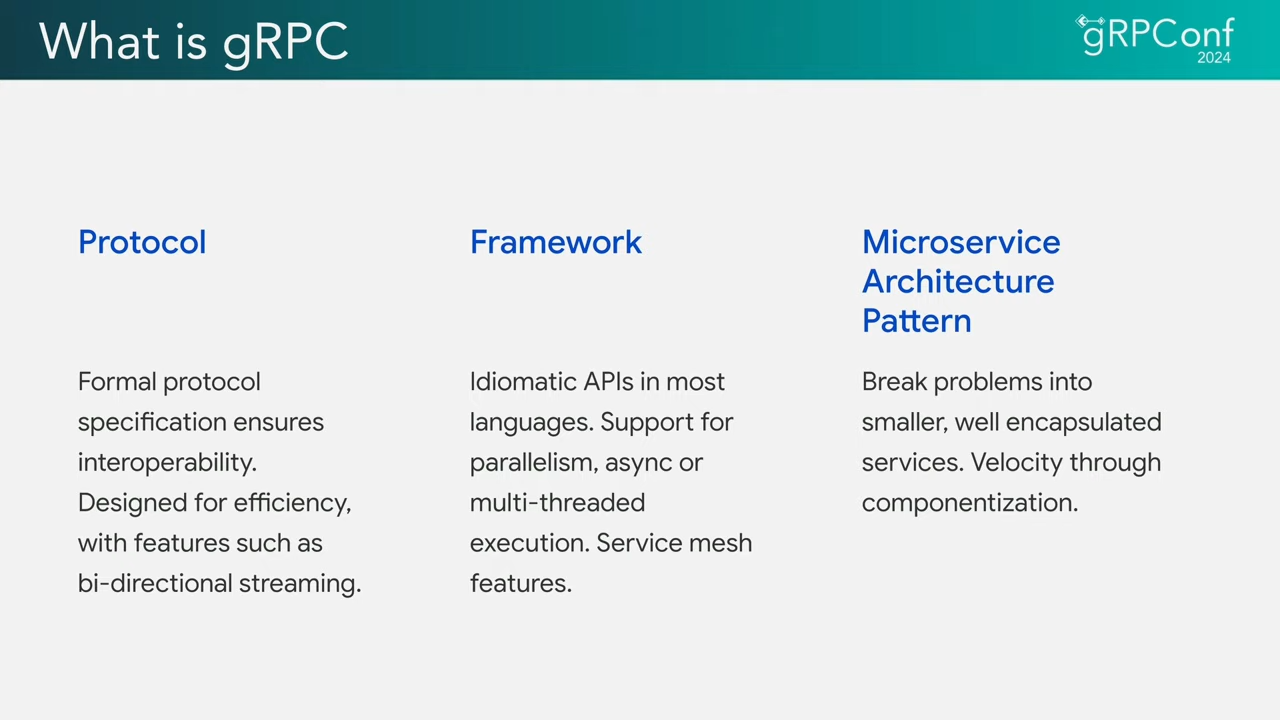 What is gRPC
gRPConf
2024
Protocol
Formal protocol
specification ensures
interoperability.
Designed for efficiency,
with features such as
bi-directional streaming.
Framework
Idiomatic APIs in most
languages. Support for
parallelism, async or
multi-threaded
execution. Service mesh
features.
Microservice
Architecture
Pattern
Break problems into
smaller, well encapsulated
services. Velocity through
componentization.